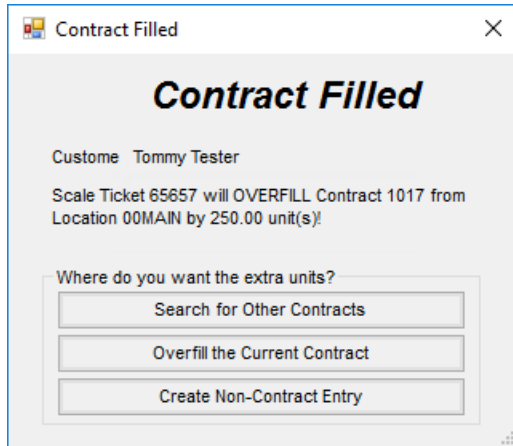 Contract Filled
Contract Filled
Custome Tommy Tester
Scale Ticket 65657 will OVERFILL Contract 1017 from
Location 00MAIN by 250.00 unit(s)!
Where do you want the extra units?
Search for Other Contracts
Overfill the Current Contract
Create Non-Contract Entry